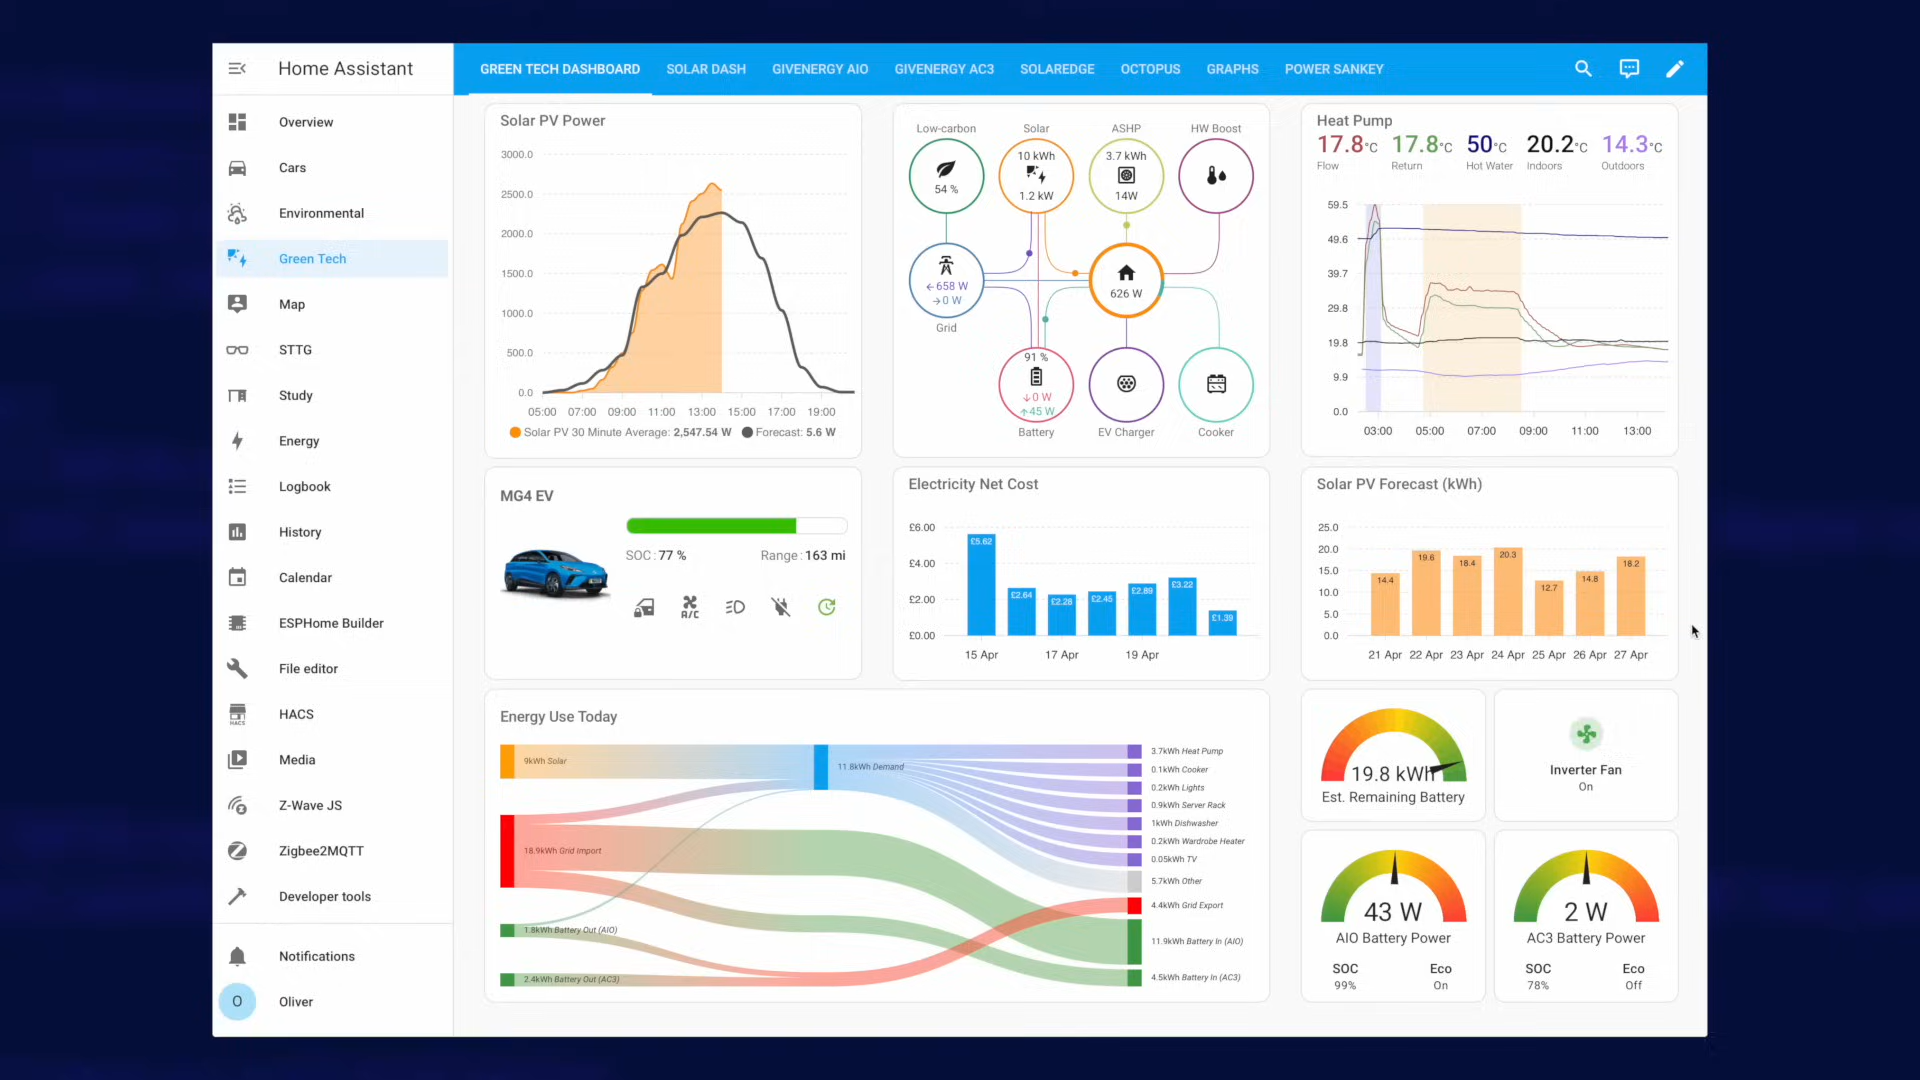 Home Assistant
GREEN TECH DASHBOARD SOLAR DASH GIVENERGY AIO GIVENERGY AC3 SOLAREDGE OCTOPUS GRAPHS POWER SANKEY
Overview
Cars
Environmental
Green Tech
Map
STTG
Study
Energy
Logbook
History
Calendar
ESPHome Builder
File editor
HACS
HACS
Media
Z-Wave JS
Zigbee2MQTT
Developer tools
Notifications
O
Oliver
Solar PV Power
3000.0
2500.0
2000.0
1500.0
1000.0
500.0
0.0
05:00 07:00 09:00 11:00 13:00 15:00 17:00 19:00
Solar PV 30 Minute Average: 2,547.54 W Forecast: 5.6 W
Low-carbon Solar ASHP HW Boost
54 %
10 kWh
1.2 kW
3.7 kWh
14W
←658 W
→0 W
Grid
626 W
91 %
↓0 W
↑45 W
Battery EV Charger Cooker
Heat Pump
17.8°C 17.8°C 50°C 20.2°C 14.3°C
Flow Return Hot Water Indoors Outdoors
59.5
49.6
39.7
29.8
19.8
9.9
0.0
03:00 05:00 07:00 09:00 11:00 13:00
MG4 EV
SOC: 77 % Range: 163 mi
A/C
Electricity Net Cost
£6.00
£4.00
£2.00
£0.00
£5.62 £2.64 £2.28 £2.45 £2.89 £3.22 £1.39
15 Apr 17 Apr 19 Apr
Solar PV Forecast (kWh)
25.0
20.0
15.0
10.0
5.0
0.0
14.4 19.6 18.4 20.3 12.7 14.8 18.2
21 Apr 22 Apr 23 Apr 24 Apr 25 Apr 26 Apr 27 Apr
Energy Use Today
9kWh Solar
18.9kWh Grid Import
1.8kWh Battery Out (AIO)
2.4kWh Battery Out (AC3)
11.8kWh Demand
3.7kWh Heat Pump
0.1kWh Cooker
0.2kWh Lights
0.9kWh Server Rack
1kWh Dishwasher
0.2kWh Wardrobe Heater
0.05kWh TV
5.7kWh Other
4.4kWh Grid Export
11.9kWh Battery In (AIO)
4.5kWh Battery In (AC3)
19.8 kWh
Est. Remaining Battery
Inverter Fan
On
43 W
AIO Battery Power
SOC Eco
99% On
2 W
AC3 Battery Power
SOC Eco
78% Off